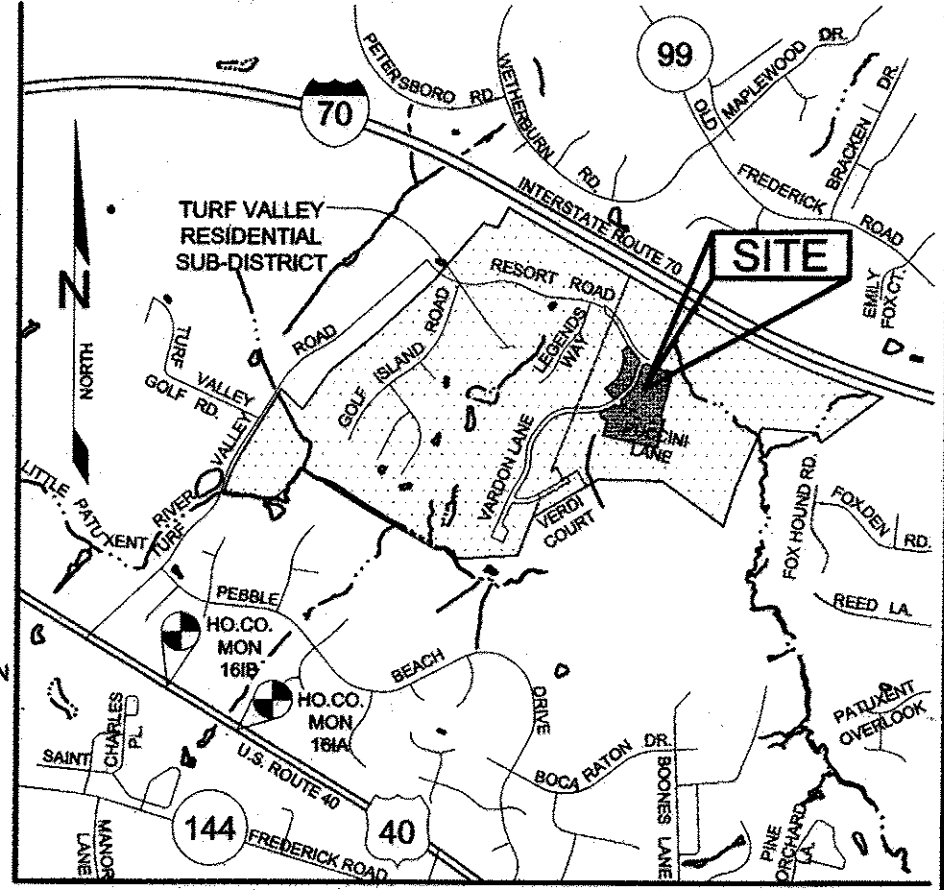 PETERSBORO RD.
WETHERBURN RD.
99
OLD
FREDERICK
ROAD
MAPLEWOOD DR.
BRACKEN DR.
70
INTERSTATE ROUTE 70
TURF VALLEY
RESIDENTIAL
SUB-DISTRICT
SITE
EMILY
FOX CT.
N
NORTH
RESORT ROAD
ROAD
GOLF ISLAND ROAD
LEGENDS
WAY
TURF VALLEY
GOLF RD.
VALLEY
TURF
VARDON LANE
LANE
VERDI
COURT
LITTLE PATUXENT RIVER
FOX HOUND RD.
FOXDEN RD.
REED LA.
PEBBLE BEACH DRIVE
HO.CO.
MON
16IB
HO.CO.
MON
16IA
PATUXENT
OVERLOOK
SAINT CHARLES PL.
U.S. ROUTE 40
BOCA RATON DR.
BOONES LANE
PINE
ORCHARD
LA.
MANOR
LANE
144
FREDERICK ROAD
40